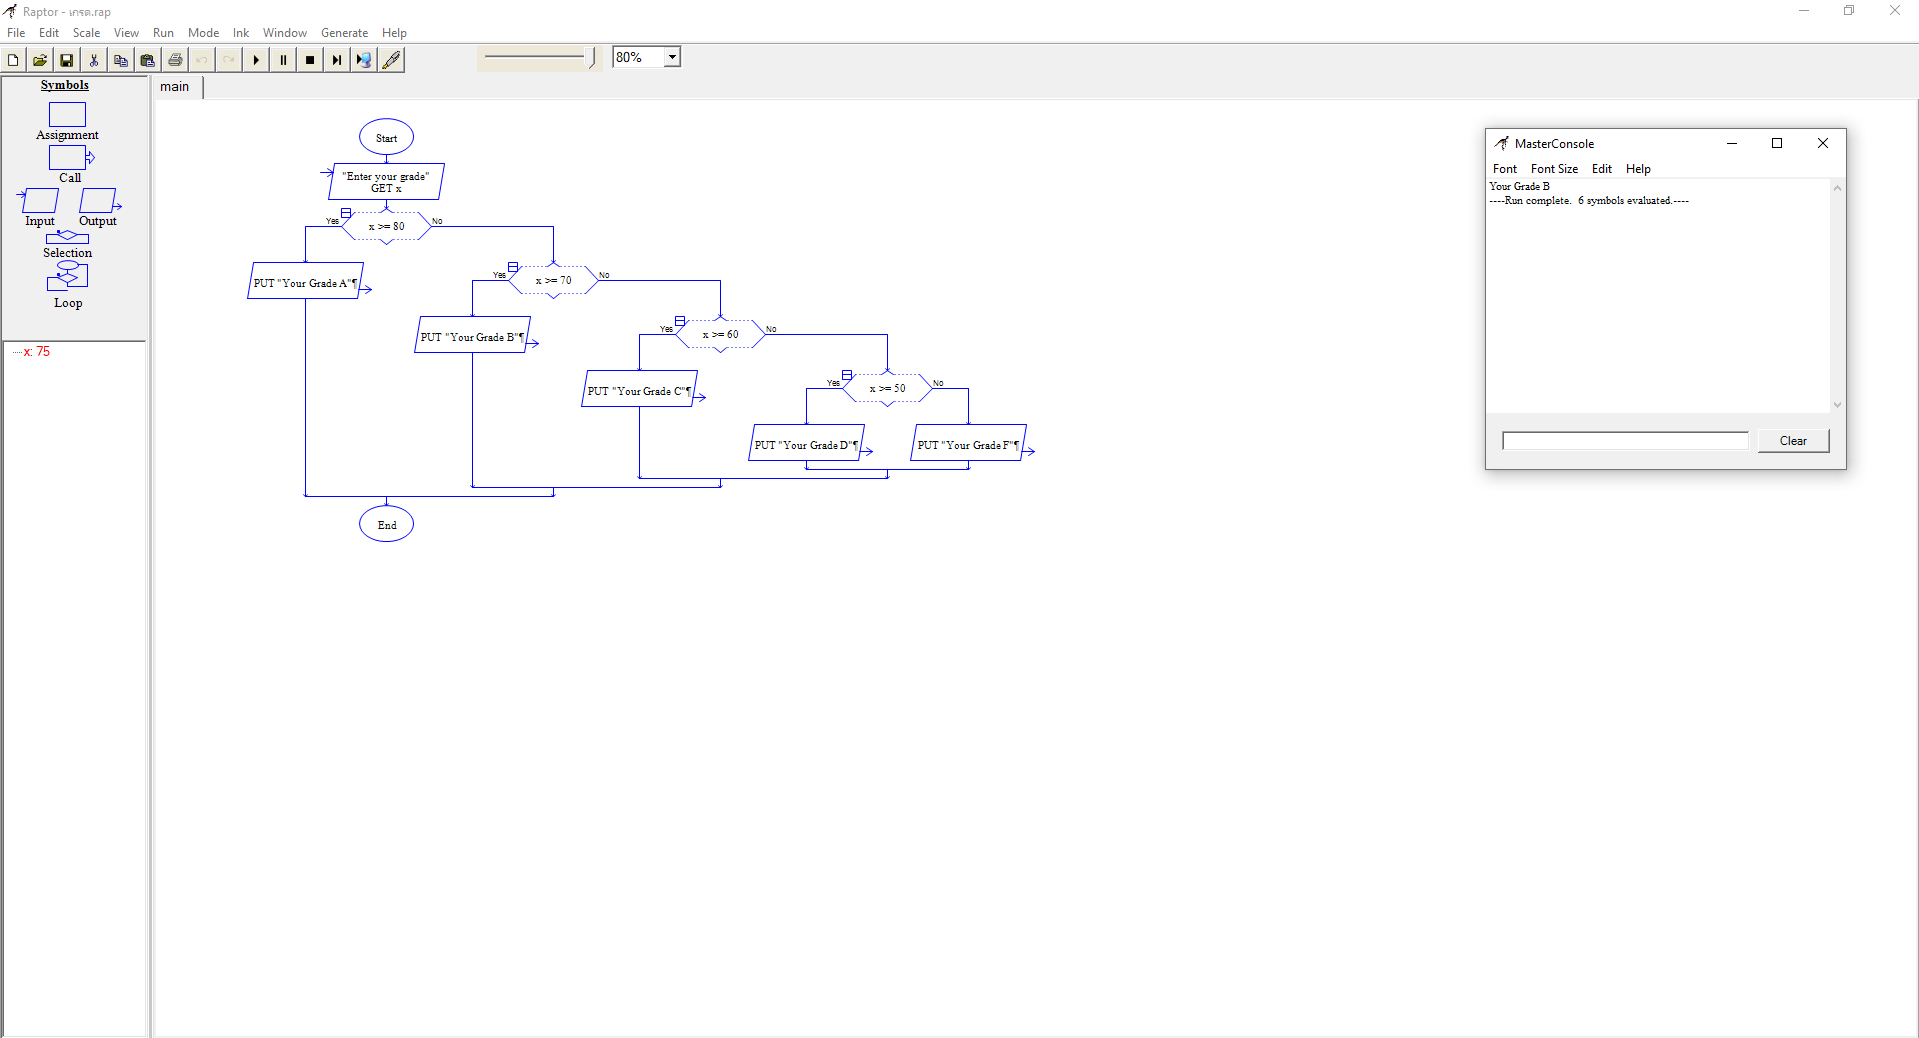 Raptor - เกรด.rap
File Edit Scale View Run Mode Ink Window Generate Help
80%
Symbols
Assignment
Call
Input Output
Selection
Loop
x: 75
main
Start
"Enter your grade"
GET x
Yes x >= 80 No
PUT "Your Grade A"¶
Yes x >= 70 No
PUT "Your Grade B"¶
Yes x >= 60 No
PUT "Your Grade C"¶
Yes x >= 50 No
PUT "Your Grade D"¶ PUT "Your Grade F"¶
End
MasterConsole
Font Font Size Edit Help
Your Grade B
----Run complete.  6 symbols evaluated.----
Clear